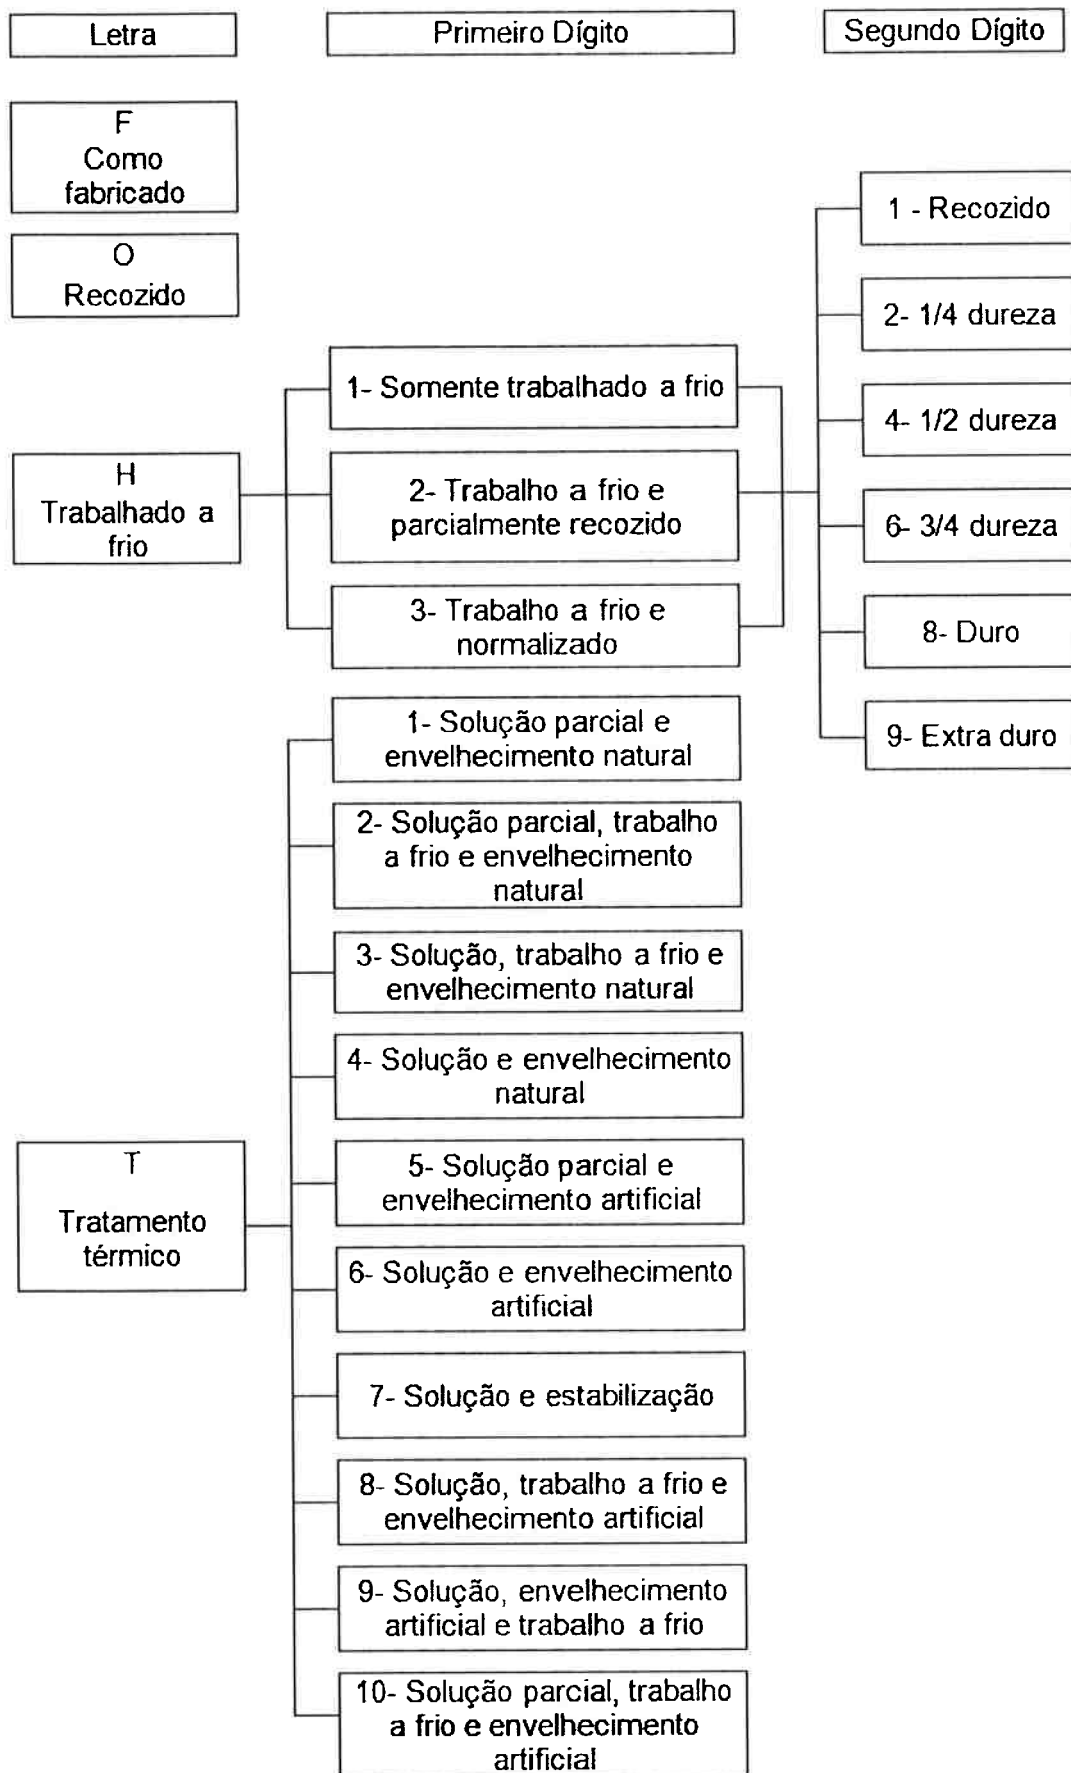 Letra
Primeiro Dígito
Segundo Dígito
F
Como
fabricado
O
Recozido
H
Trabalhado a
frio
1- Somente trabalhado a frio
2- Trabalho a frio e
parcialmente recozido
3- Trabalho a frio e
normalizado
1 - Recozido
2- 1/4 dureza
4- 1/2 dureza
6- 3/4 dureza
8- Duro
9- Extra duro
T
Tratamento
térmico
1- Solução parcial e
envelhecimento natural
2- Solução parcial, trabalho
a frio e envelhecimento
natural
3- Solução, trabalho a frio e
envelhecimento natural
4- Solução e envelhecimento
natural
5- Solução parcial e
envelhecimento artificial
6- Solução e envelhecimento
artificial
7- Solução e estabilização
8- Solução, trabalho a frio e
envelhecimento artificial
9- Solução, envelhecimento
artificial e trabalho a frio
10- Solução parcial, trabalho
a frio e envelhecimento
artificial